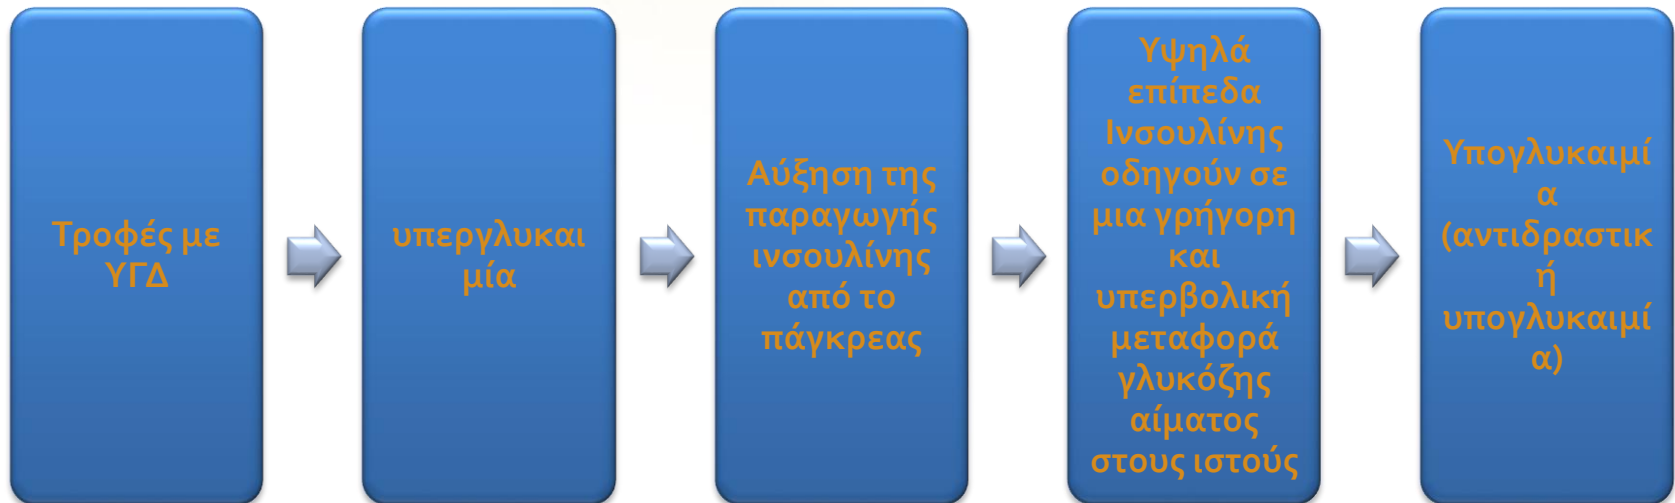 Τροφές με
ΥΓΔ
υπεργλυκαι
μία
Αύξηση της
παραγωγής
ινσουλίνης
από το
πάγκρεας
Υψηλά
επίπεδα
Ινσουλίνης
οδηγούν σε
μια γρήγορη
και
υπερβολική
μεταφορά
γλυκόζης
αίματος
στους ιστούς
Υπογλυκαιμί
α
(αντιδραστικ
ή
υπογλυκαιμί
α)